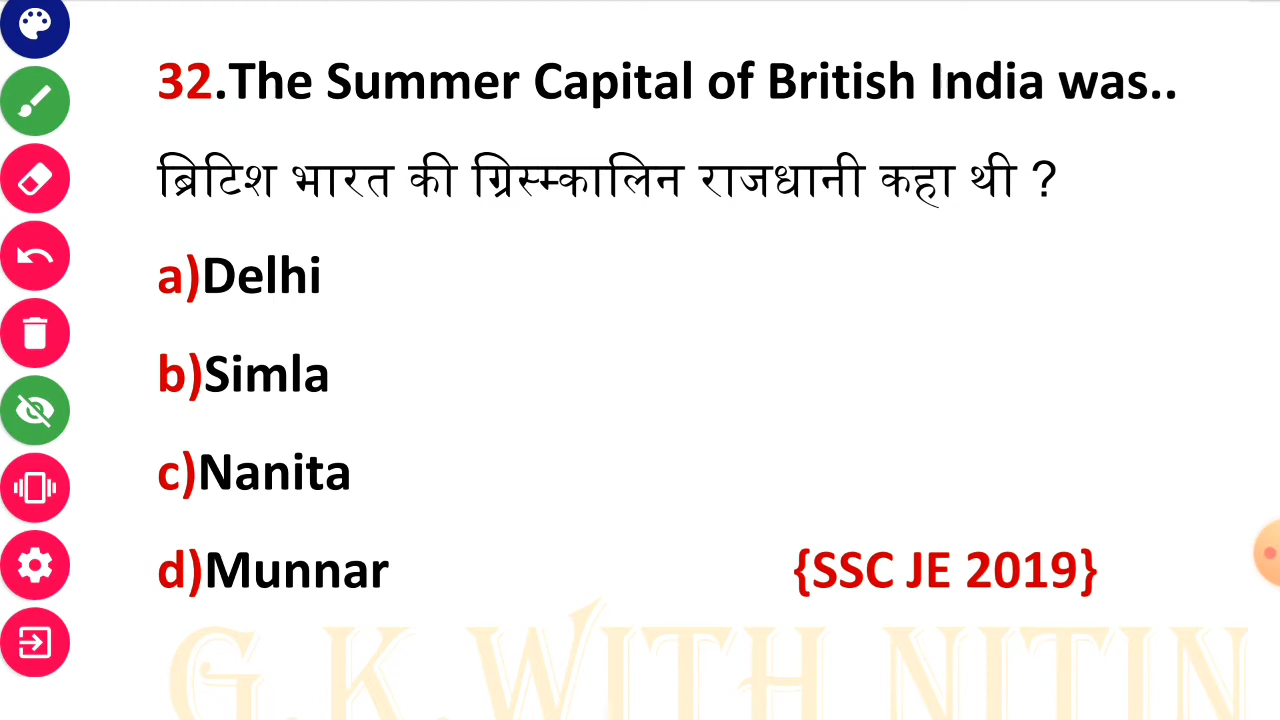 32.The Summer Capital of British India was..
ब्रिटिश भारत की ग्रिस्म्कालिन राजधानी कहा थी ?
a)Delhi
b)Simla
c)Nanita
d)Munnar {SSC JE 2019}
G.K.WITH NITIN